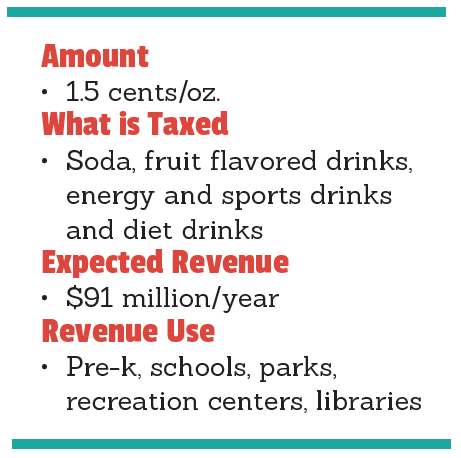 Amount
• 1.5 cents/oz.
What is Taxed
• Soda, fruit flavored drinks,
energy and sports drinks
and diet drinks
Expected Revenue
• $91 million/year
Revenue Use
• Pre-k, schools, parks,
recreation centers, libraries